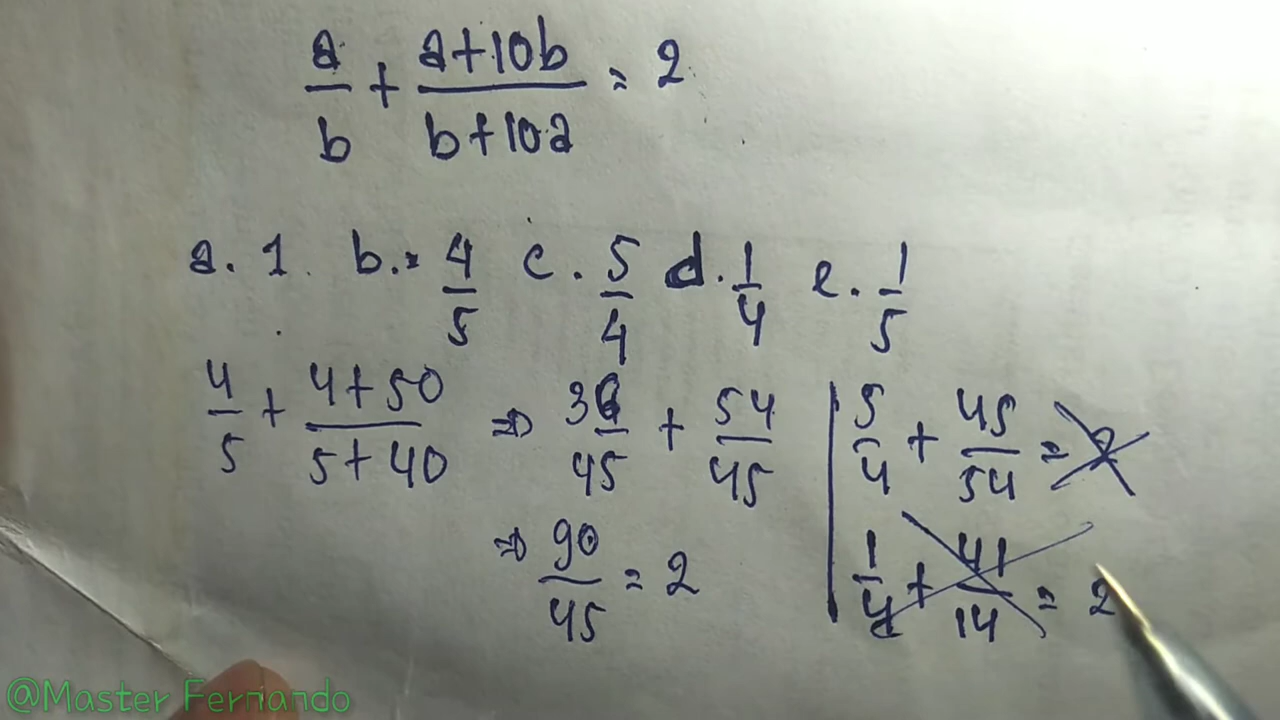 a/b + (a+10b)/(b+10a) = 2
a. 1. b. 4/5 c. 5/4 d. 1/4 e. 1/5
4/5 + (4+50)/(5+40) ⇒ 36/45 + 54/45
⇒ 90/45 = 2
5/4 + 45/54 = 2
1/4 + 41/14 = 2
@Master Fernando